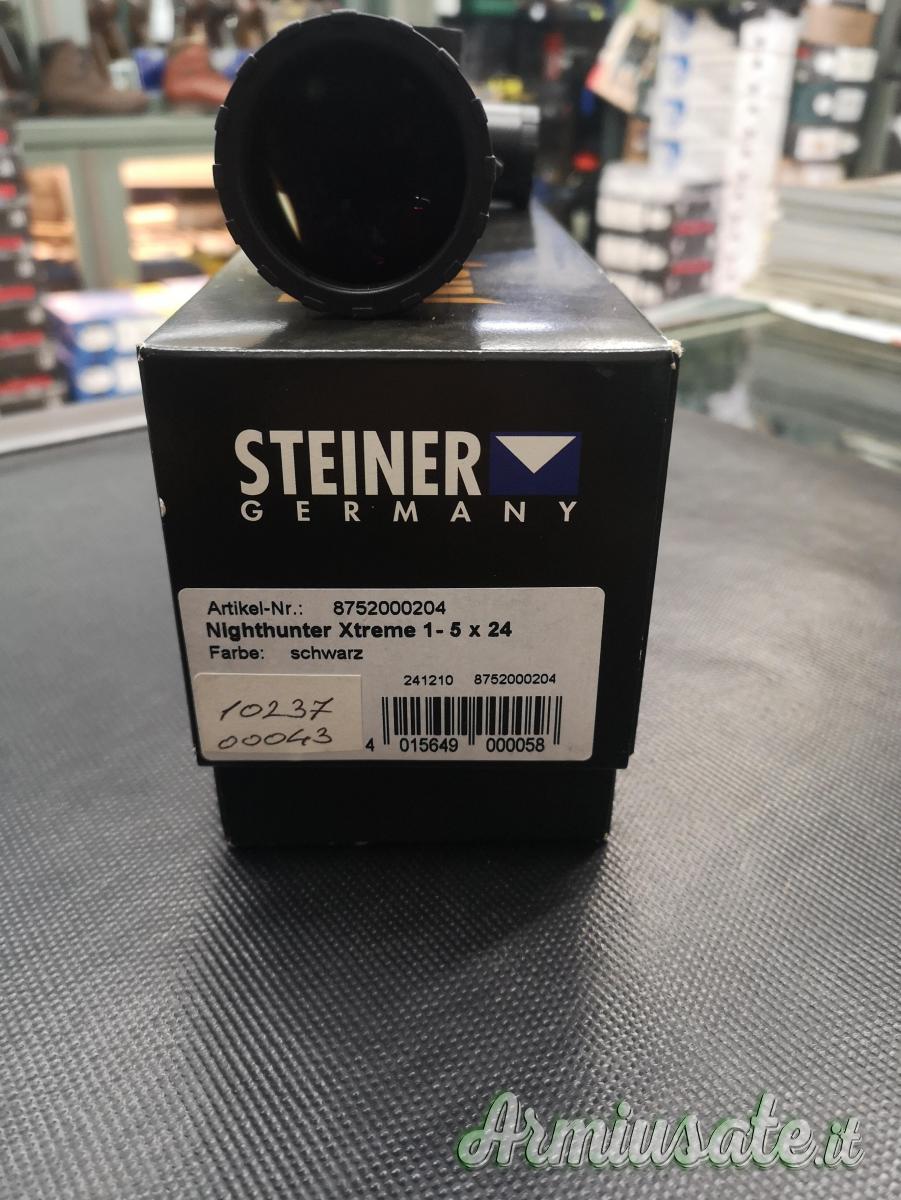 STEINER
GERMANY
Artikel-Nr.: 8752000204
Nighthunter Xtreme 1- 5 x 24
Farbe: schwarz
241210 8752000204
10237
00043
4 015649 000058
Armiusate.it